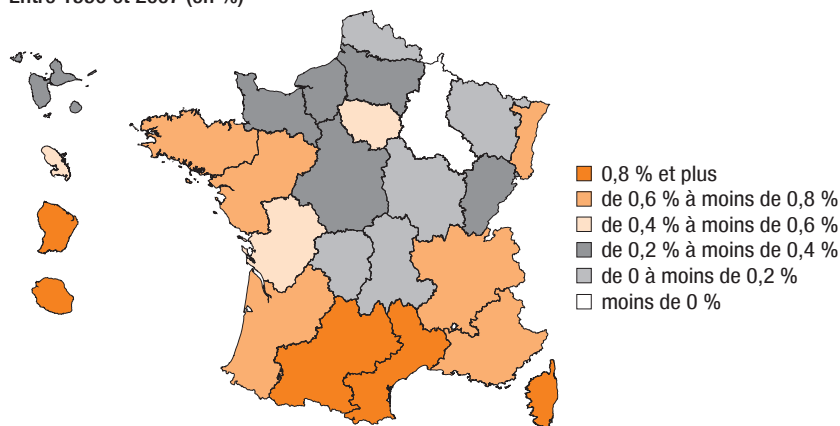 0,8 % et plus
de 0,6 % à moins de 0,8 %
de 0,4 % à moins de 0,6 %
de 0,2 % à moins de 0,4 %
de 0 à moins de 0,2 %
moins de 0 %